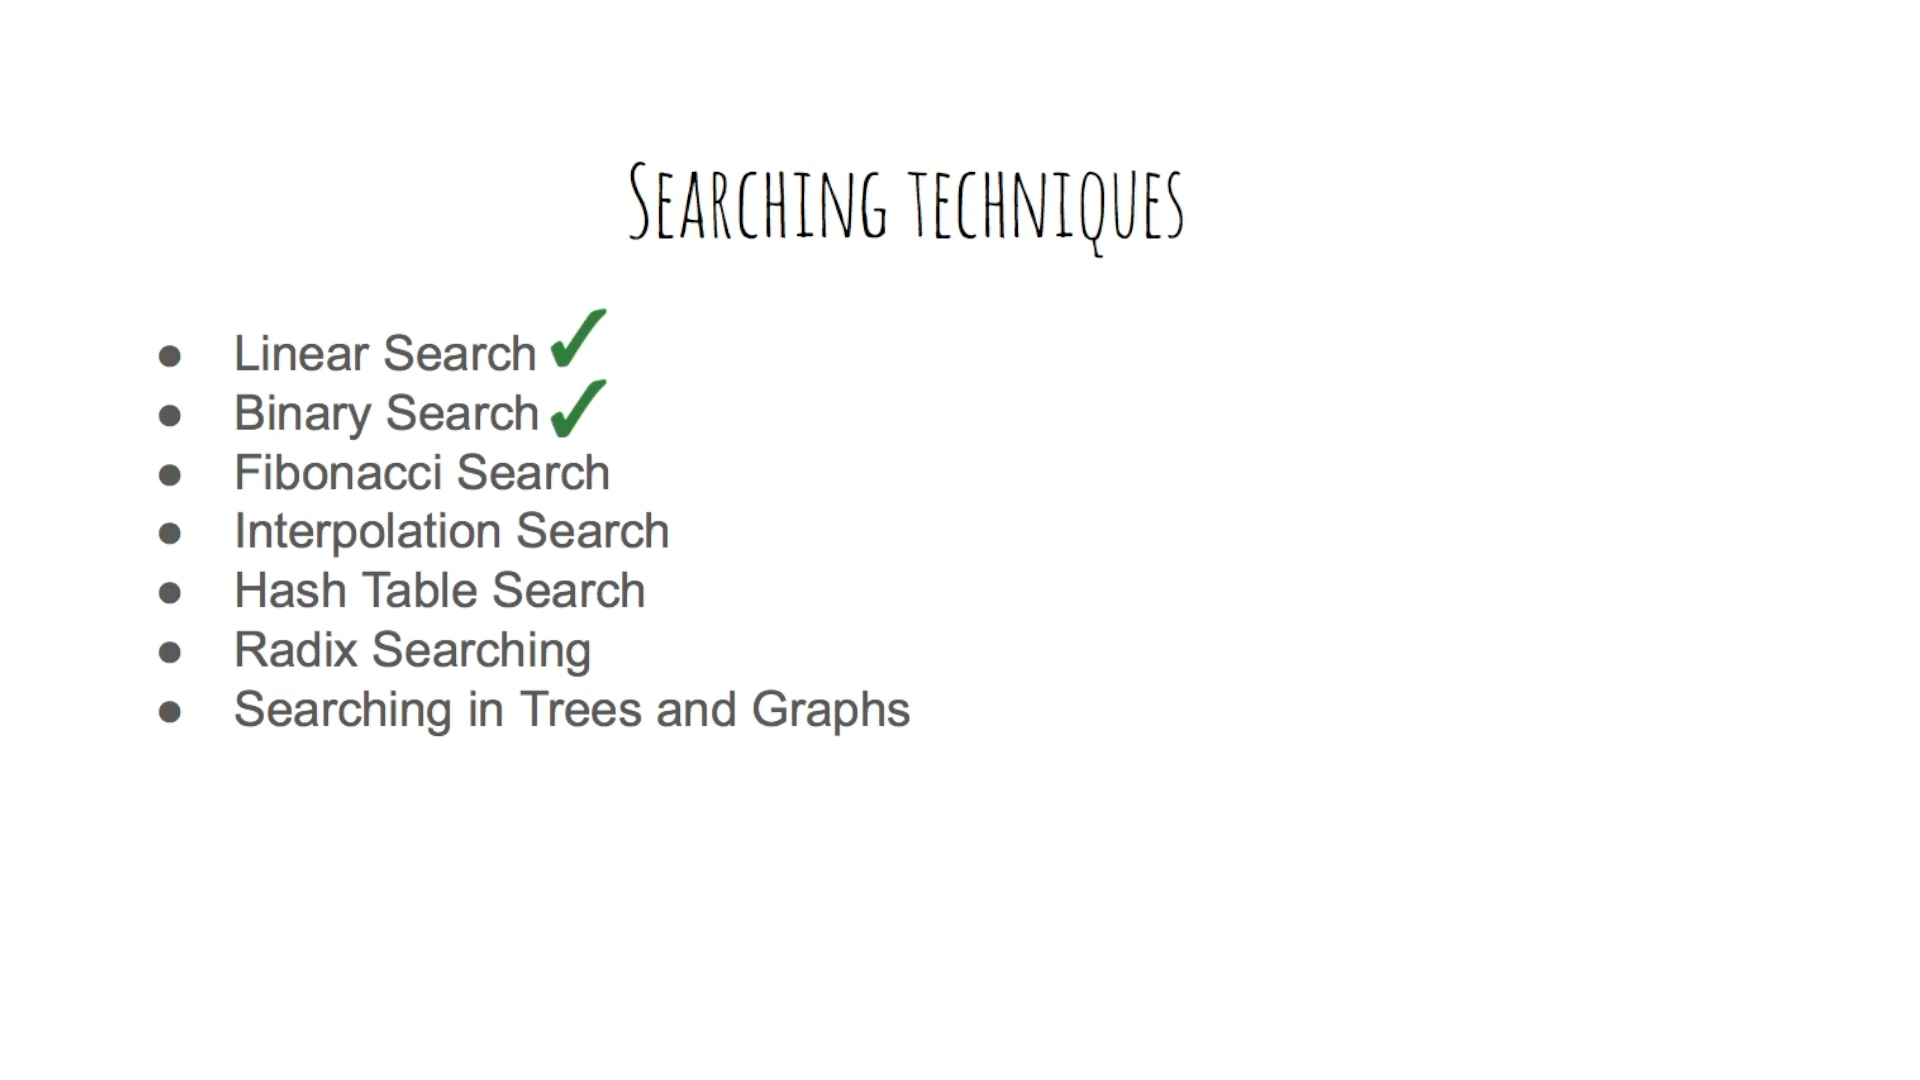 Searching techniques
● Linear Search ✓
● Binary Search ✓
● Fibonacci Search
● Interpolation Search
● Hash Table Search
● Radix Searching
● Searching in Trees and Graphs